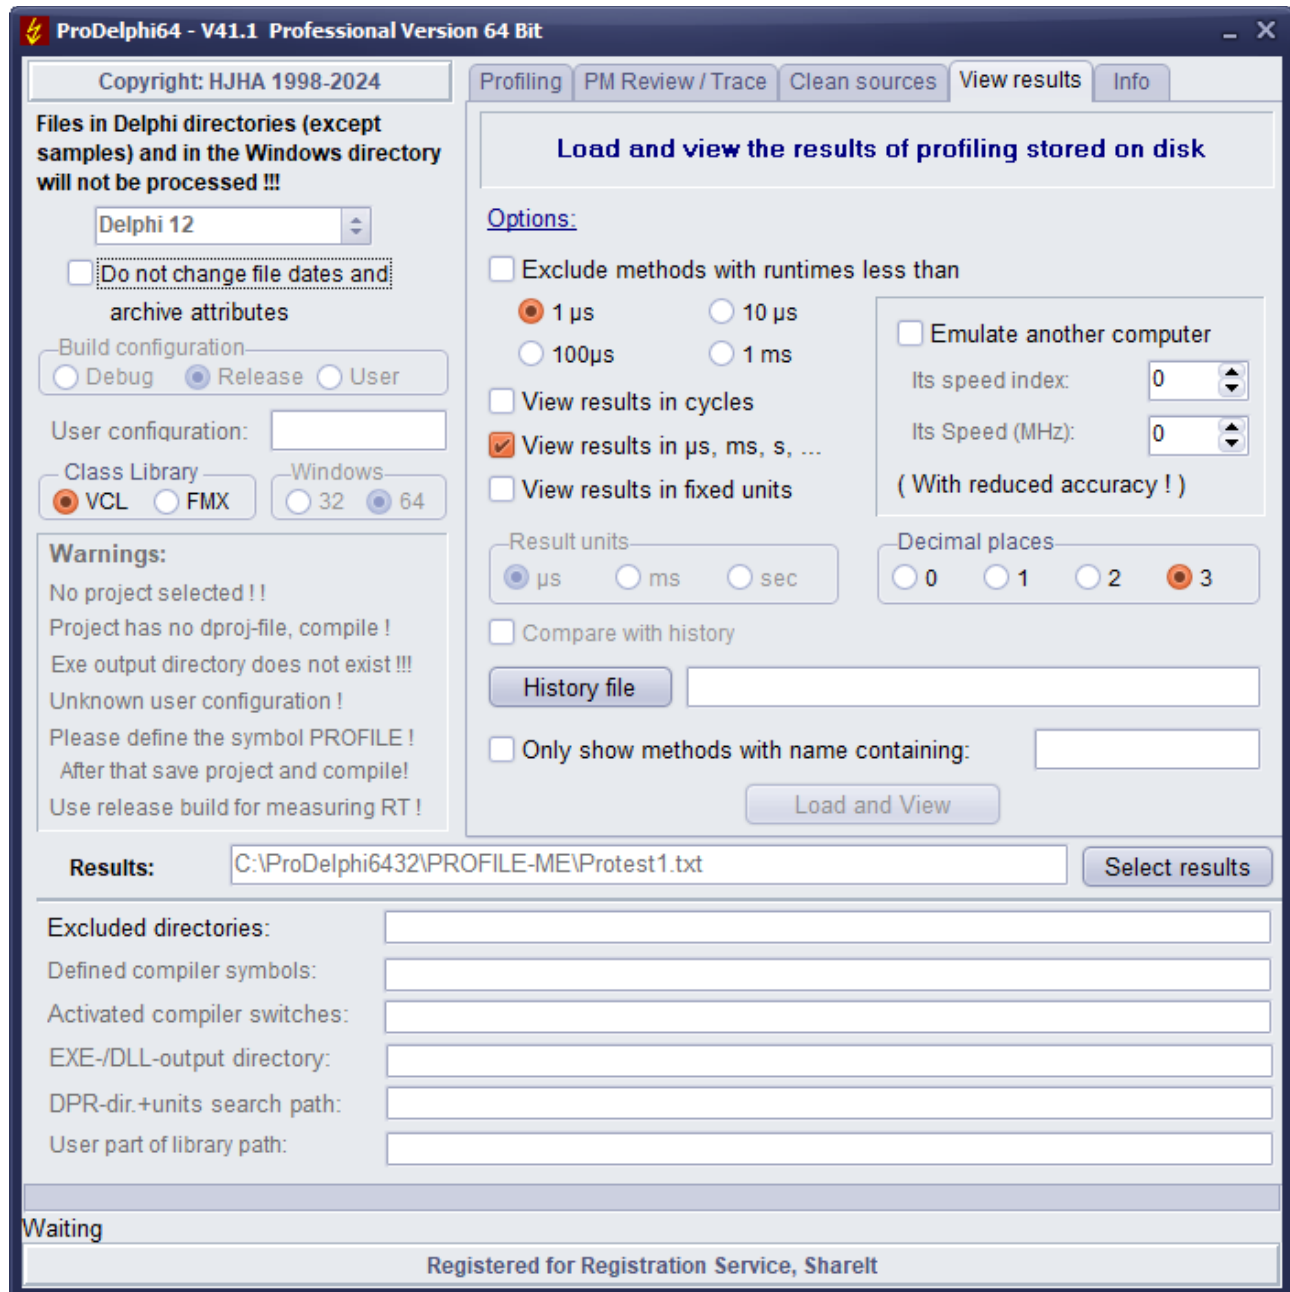 ProDelphi64 - V41.1 Professional Version 64 Bit
Copyright: HJHA 1998-2024
Files in Delphi directories (except
samples) and in the Windows directory
will not be processed !!!
Delphi 12
Do not change file dates and
archive attributes
Build configuration
Debug Release User
User configuration:
Class Library
VCL FMX
Windows
32 64
Warnings:
No project selected ! !
Project has no dproj-file, compile !
Exe output directory does not exist !!!
Unknown user configuration !
Please define the symbol PROFILE !
After that save project and compile!
Use release build for measuring RT !
Profiling PM Review / Trace Clean sources View results Info
Load and view the results of profiling stored on disk
Options:
Exclude methods with runtimes less than
1 µs 10 µs
100µs 1 ms
View results in cycles
View results in µs, ms, s, ...
View results in fixed units
Emulate another computer
Its speed index: 0
Its Speed (MHz): 0
( With reduced accuracy ! )
Result units
µs ms sec
Decimal places
0 1 2 3
Compare with history
History file
Only show methods with name containing:
Load and View
Results: C:\ProDelphi6432\PROFILE-ME\Protest1.txt Select results
Excluded directories:
Defined compiler symbols:
Activated compiler switches:
EXE-/DLL-output directory:
DPR-dir.+units search path:
User part of library path:
Waiting
Registered for Registration Service, ShareIt